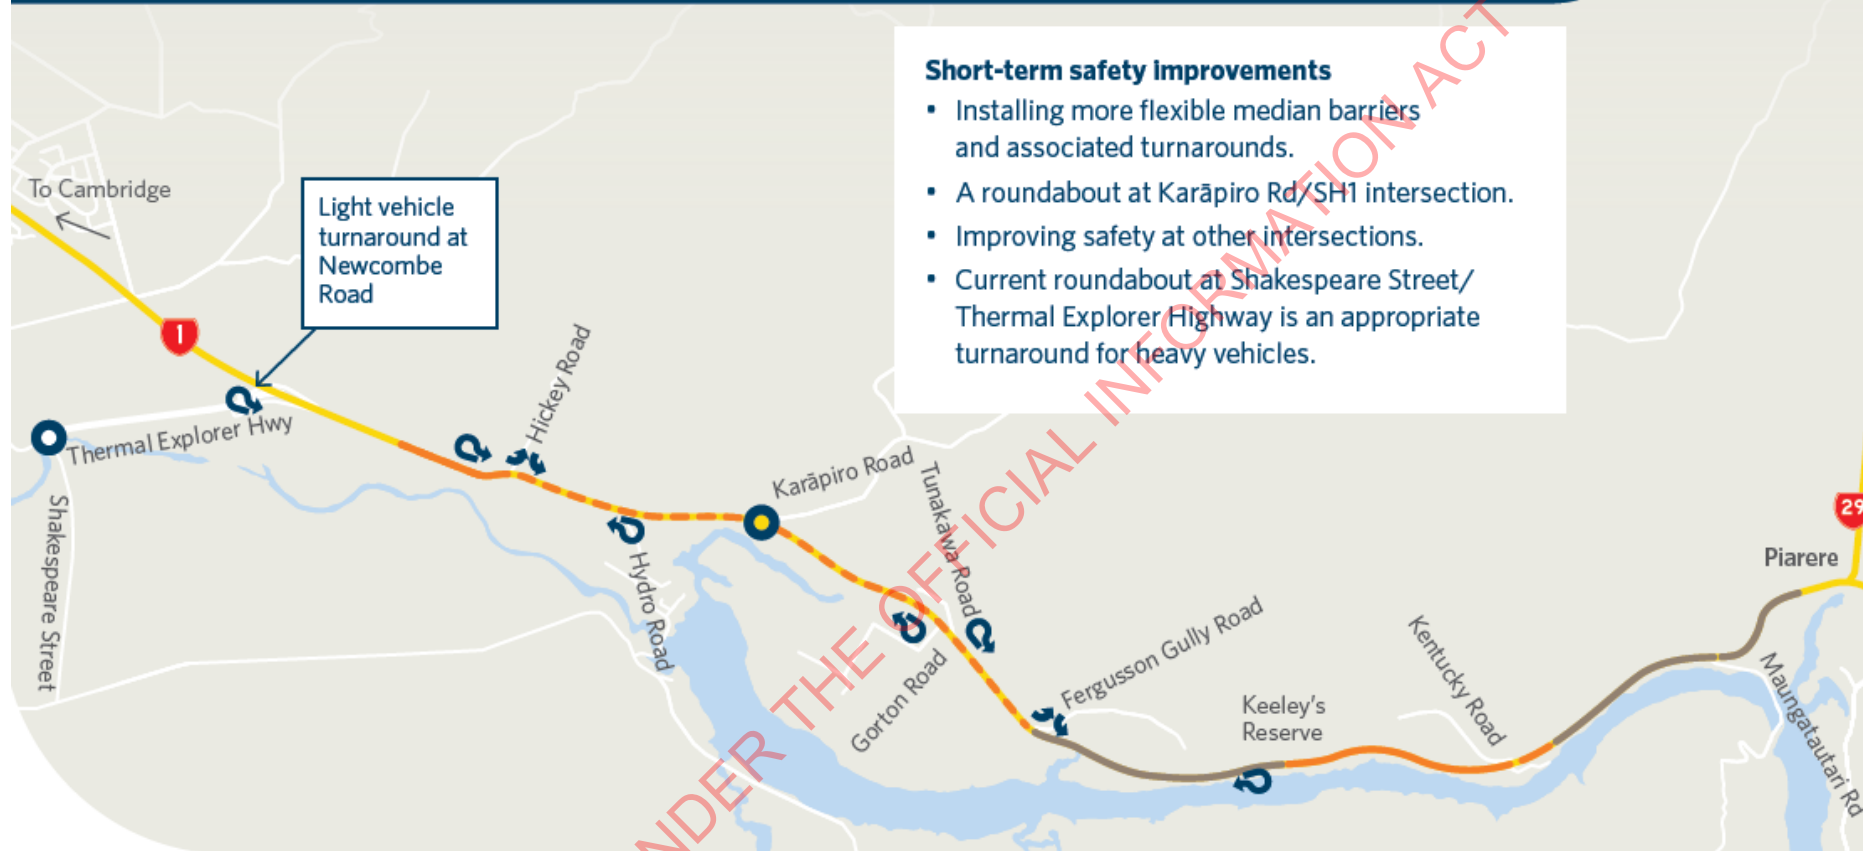 Short-term safety improvements
• Installing more flexible median barriers
and associated turnarounds.
• A roundabout at Karāpiro Rd/SH1 intersection.
• Improving safety at other intersections.
• Current roundabout at Shakespeare Street/
Thermal Explorer Highway is an appropriate
turnaround for heavy vehicles.
To Cambridge
Light vehicle
turnaround at
Newcombe
Road
1
Thermal Explorer Hwy
Shakespeare Street
Hickey Road
Hydro Road
Karāpiro Road
Tunakawa Road
Gorton Road
Fergusson Gully Road
Keeley's
Reserve
Kentucky Road
29
Piarere
Maungatautari Rd
NDER THE OFFICIAL INFORMATION ACT